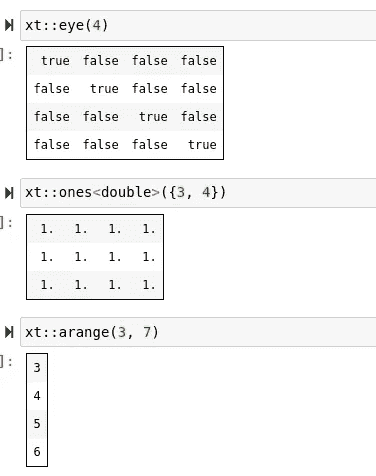 xt::eye(4)
]:
true false false false
false true false false
false false true false
false false false true
xt::ones<double>({3, 4})
]:
1. 1. 1. 1.
1. 1. 1. 1.
1. 1. 1. 1.
xt::arange(3, 7)
]:
3
4
5
6